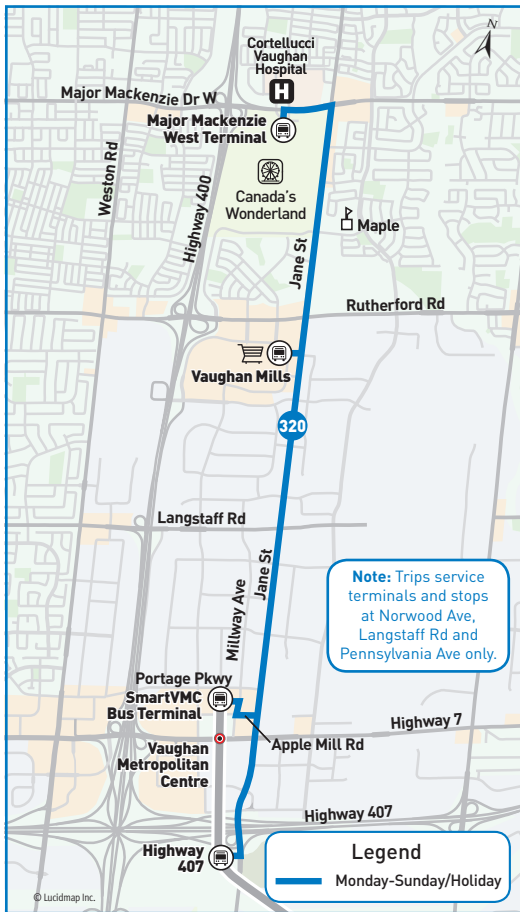 N
Cortellucci
Vaughan
Hospital
H
Major Mackenzie Dr W
Major Mackenzie
West Terminal
Weston Rd
Highway 400
Canada's
Wonderland
Maple
Jane St
Rutherford Rd
Vaughan Mills
320
Langstaff Rd
Millway Ave
Jane St
Note: Trips service
terminals and stops
at Norwood Ave,
Langstaff Rd and
Pennsylvania Ave only.
Portage Pkwy
SmartVMC
Bus Terminal
Highway 7
Apple Mill Rd
Vaughan
Metropolitan
Centre
Highway 407
Highway
407
Legend
Monday-Sunday/Holiday
© Lucidmap Inc.